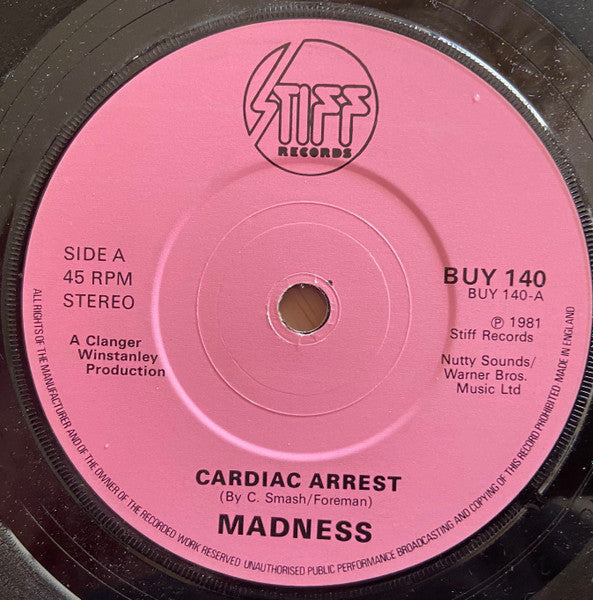 STIFF
RECORDS
SIDE A
45 RPM
STEREO
A Clanger
Winstanley
Production
BUY 140
BUY 140-A
℗ 1981
Stiff Records
Nutty Sounds/
Warner Bros.
Music Ltd
CARDIAC ARREST
(By C. Smash/Foreman)
MADNESS
ALL RIGHTS OF THE MANUFACTURER AND OF THE OWNER OF THE RECORDED WORK RESERVED UNAUTHORISED PUBLIC PERFORMANCE BROADCASTING AND COPYING OF THIS RECORD PROHIBITED MADE IN ENGLAND